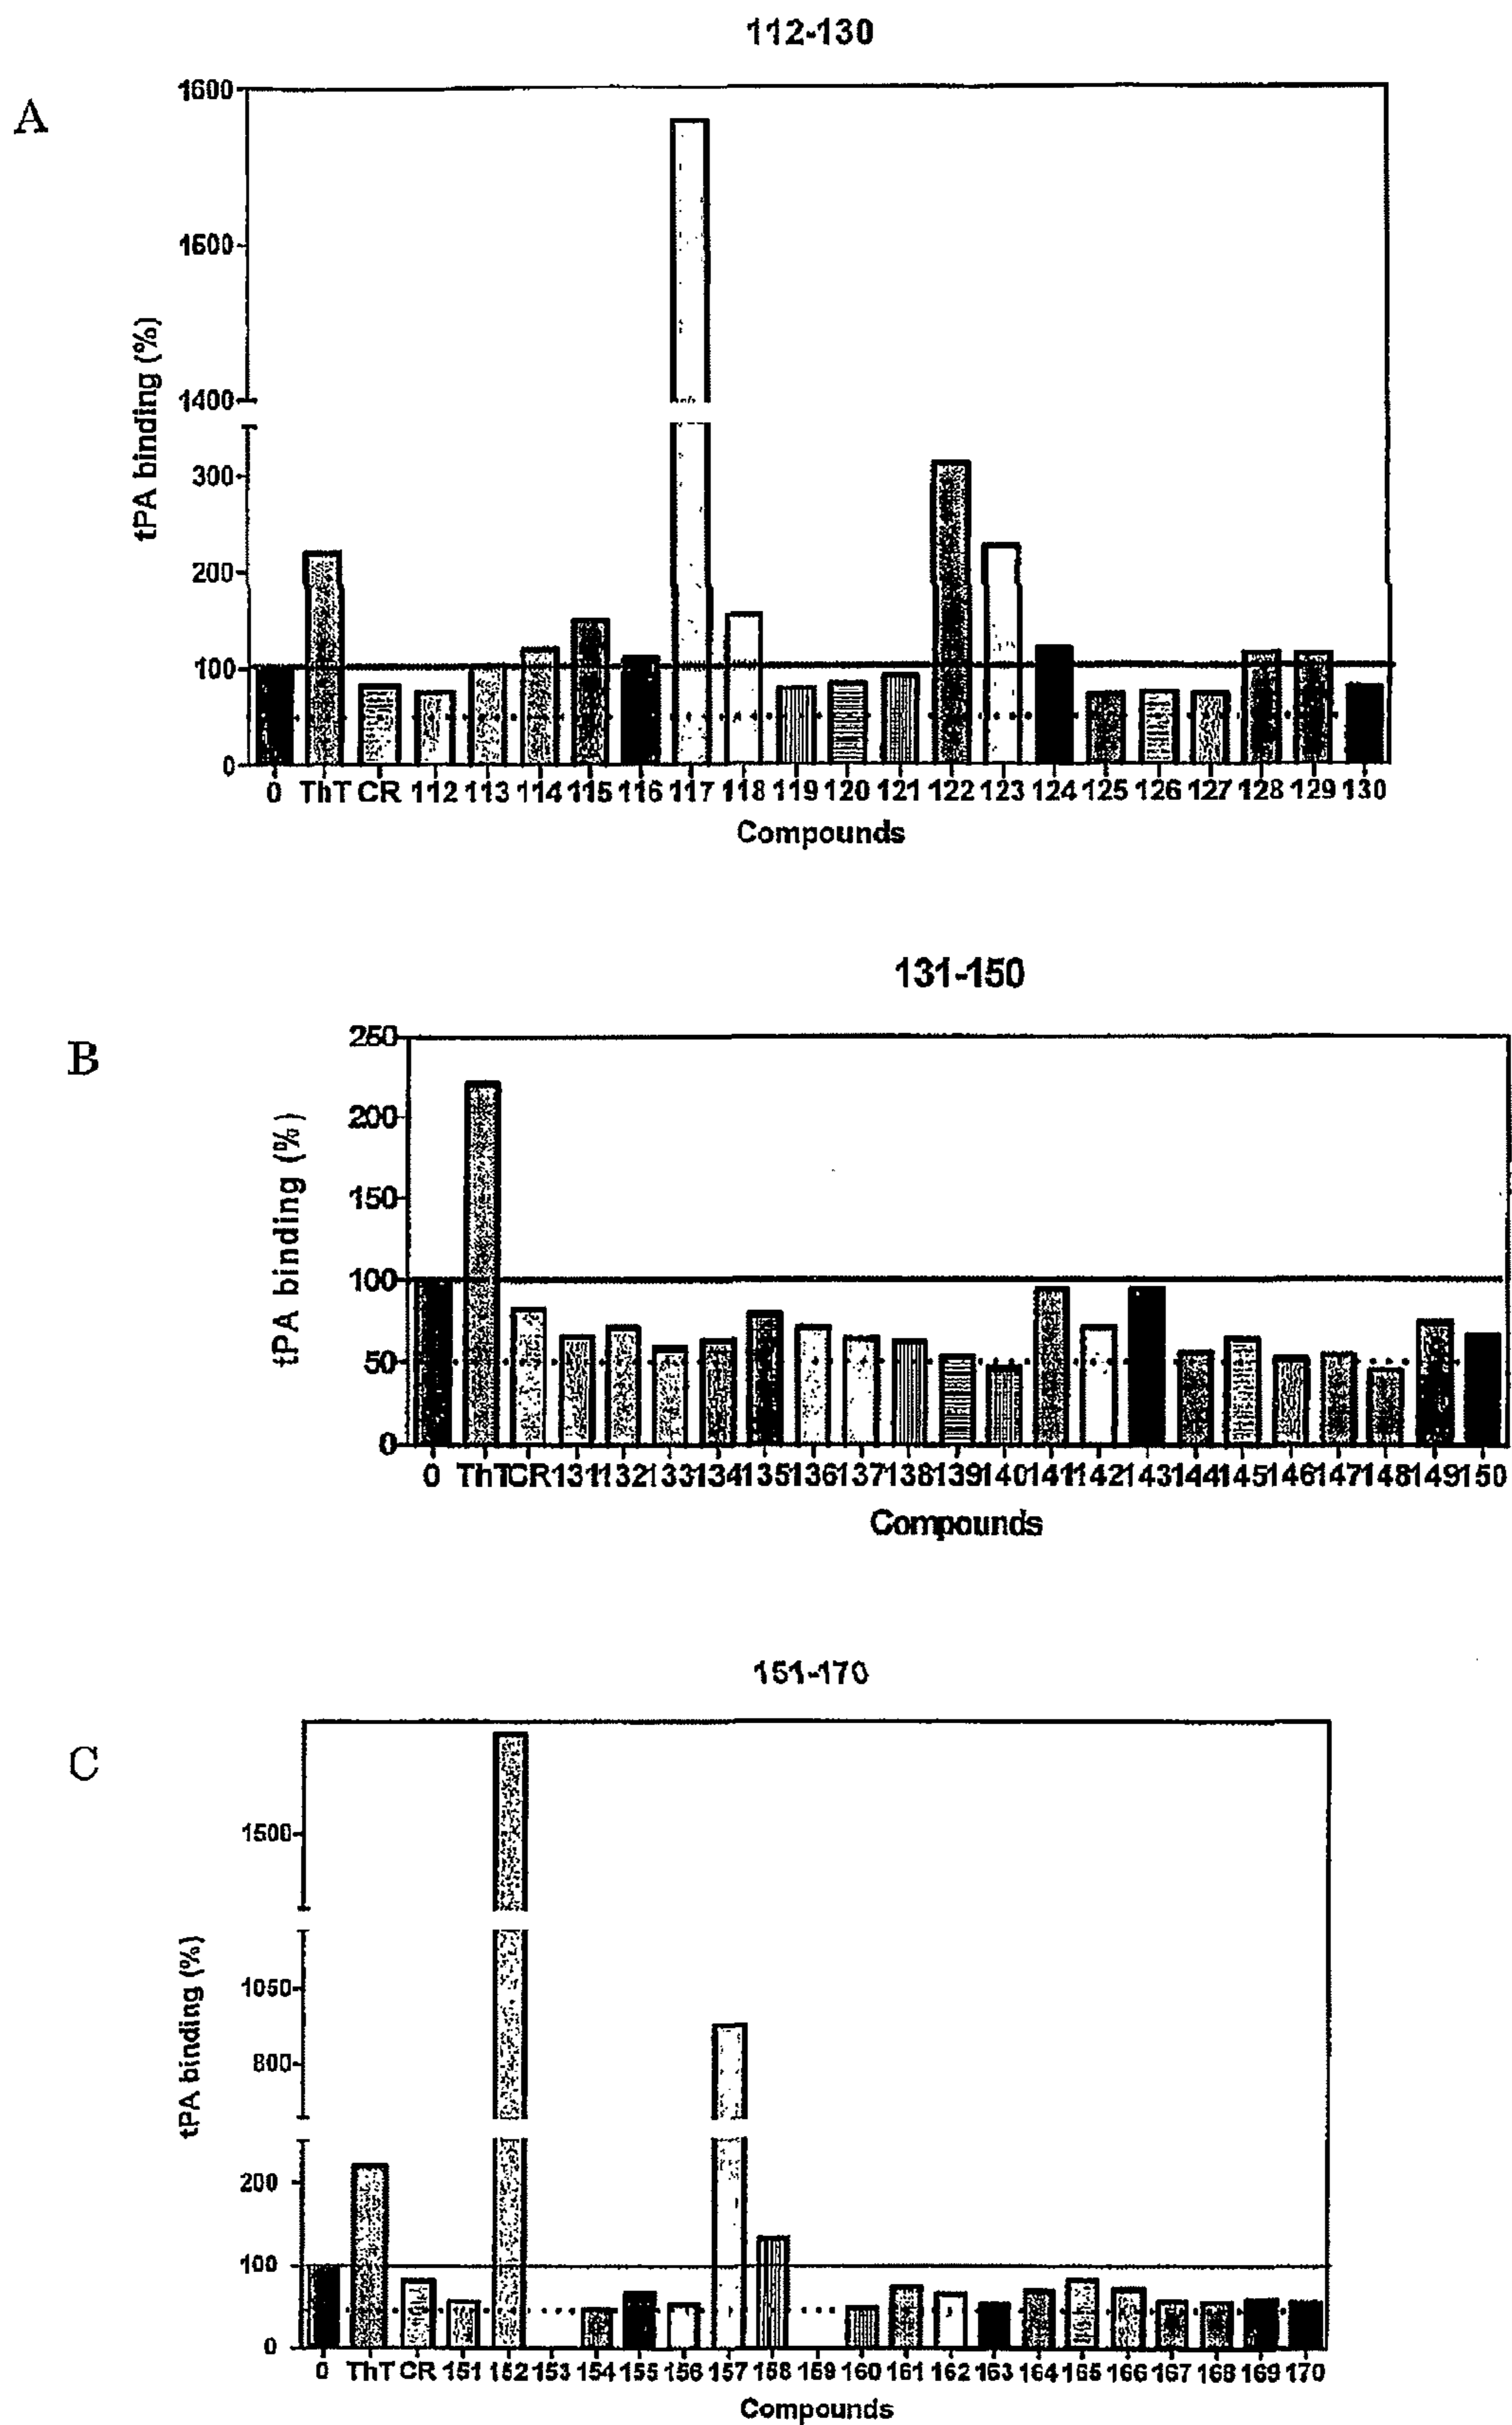 112-130
A
1600
1500
1400
300
200
100
0
tPA binding (%)
0 ThT CR 112 113 114 115 116 117 118 119 120 121 122 123 124 125 126 127 128 129 130
Compounds
131-150
B
250
200
150
100
50
0
tPA binding (%)
0 ThT CR 131 132 133 134 135 136 137 138 139 140 141 142 143 144 145 146 147 148 149 150
Compounds
151-170
C
1500
1050
800
200
100
0
tPA binding (%)
0 ThT CR 151 152 153 154 155 156 157 158 159 160 161 162 163 164 165 166 167 168 169 170
Compounds